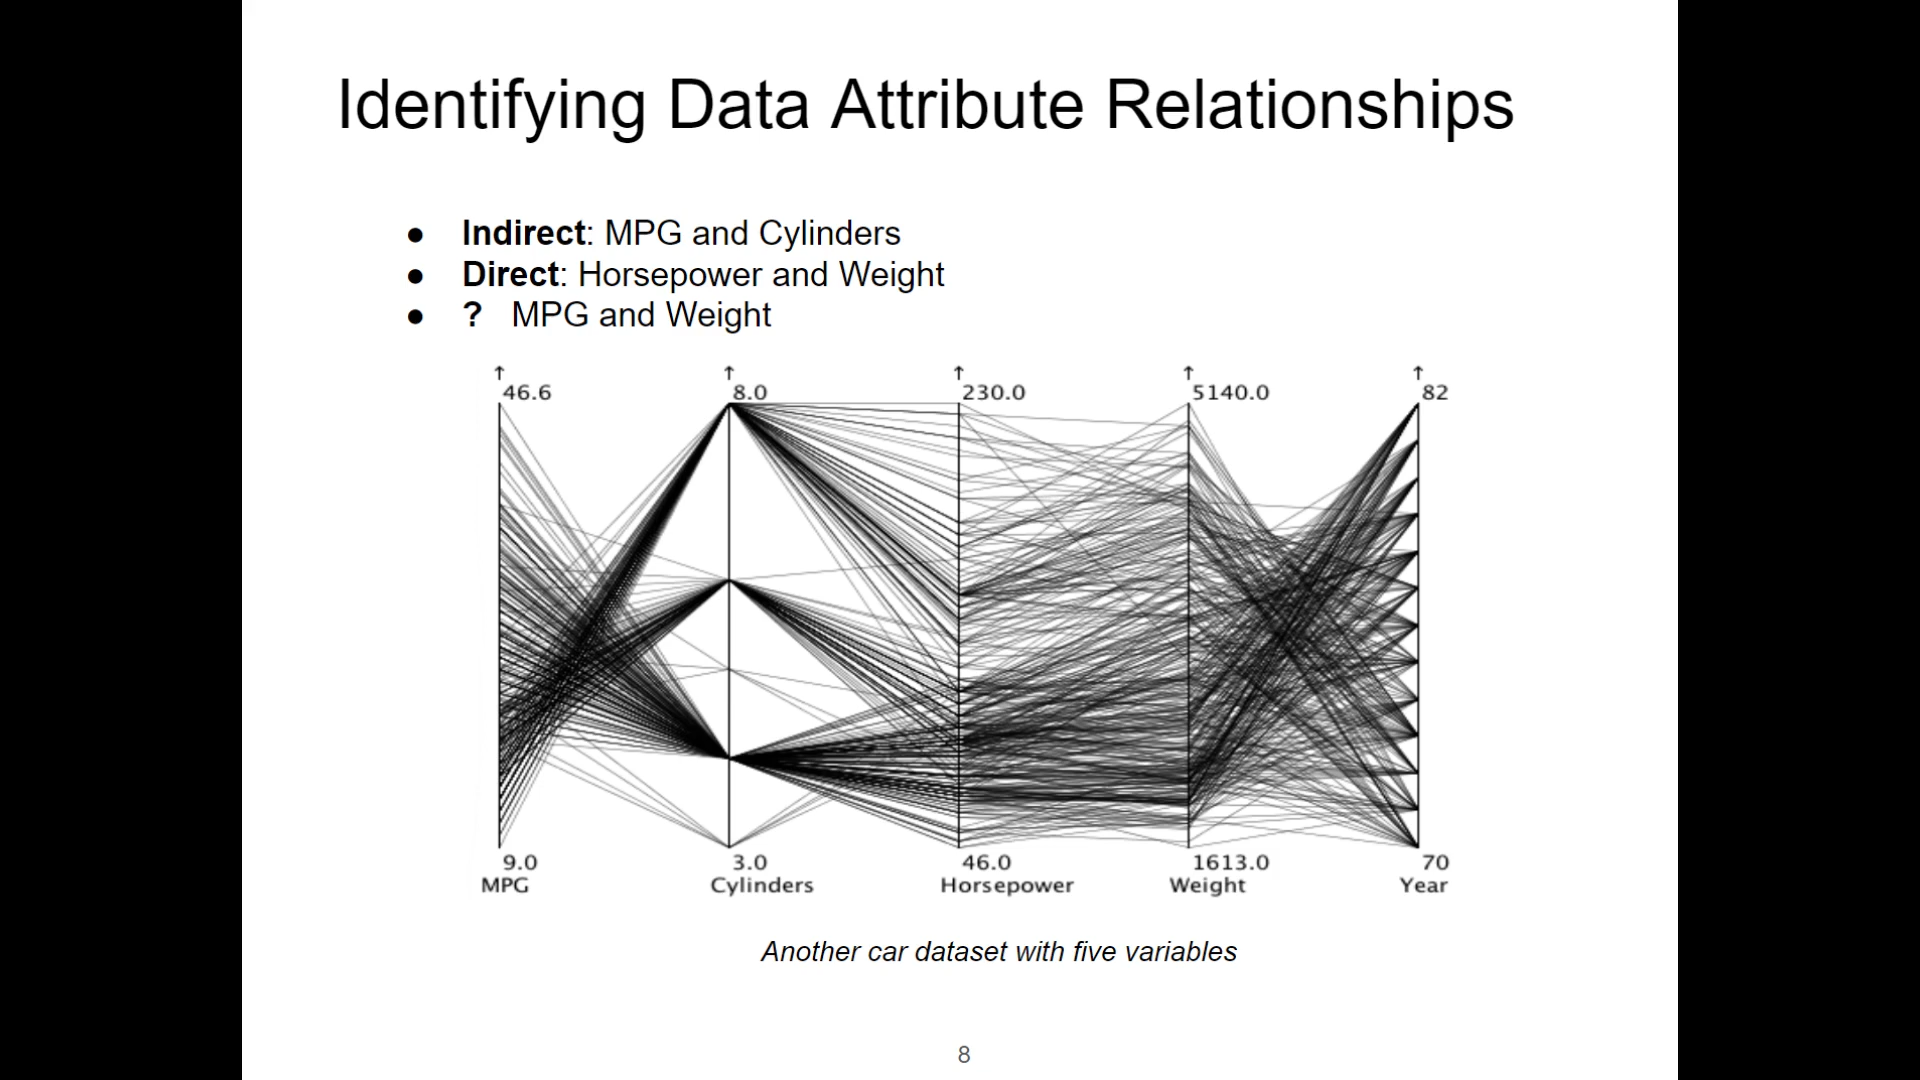 Identifying Data Attribute Relationships
● Indirect: MPG and Cylinders
● Direct: Horsepower and Weight
● ? MPG and Weight
↑ ↑ ↑ ↑ ↑
46.6 8.0 230.0 5140.0 82
9.0 3.0 46.0 1613.0 70
MPG Cylinders Horsepower Weight Year
Another car dataset with five variables
8